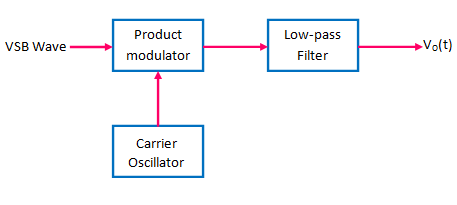 VSB Wave
Product
modulator
Low-pass
Filter
V₀(t)
Carrier
Oscillator